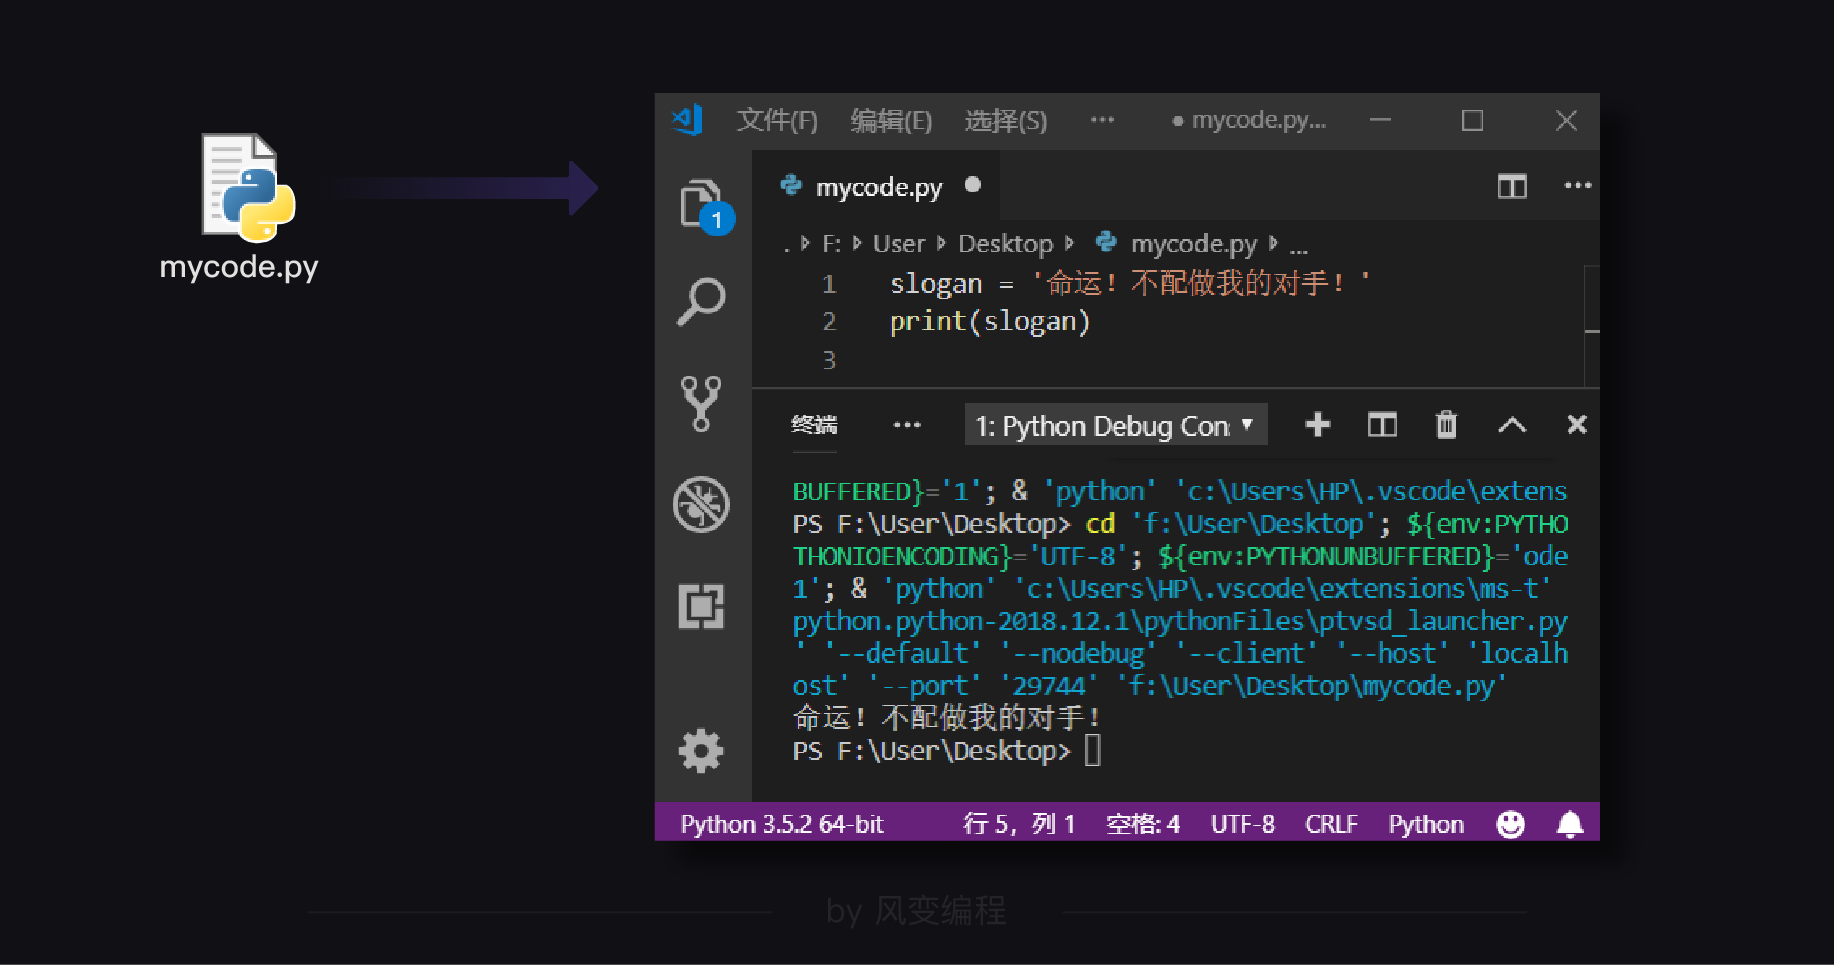 mycode.py
文件(F) 编辑(E) 选择(S) ··· ● mycode.py...
mycode.py ●
1
. F: User Desktop mycode.py ...
1 slogan = '命运！不配做我的对手！'
2 print(slogan)
3
终端 ··· 1: Python Debug Con
BUFFERED}='1'; & 'python' 'c:\Users\HP\.vscode\extens
PS F:\User\Desktop> cd 'f:\User\Desktop'; ${env:PYTHO
THONIOENCODING}='UTF-8'; ${env:PYTHONUNBUFFERED}='ode
1'; & 'python' 'c:\Users\HP\.vscode\extensions\ms-t'
python.python-2018.12.1\pythonFiles\ptvsd_launcher.py
' '--default' '--nodebug' '--client' '--host' 'localh
ost' '--port' '29744' 'f:\User\Desktop\mycode.py'
命运！不配做我的对手！
PS F:\User\Desktop>
Python 3.5.2 64-bit 行 5，列 1 空格: 4 UTF-8 CRLF Python
by 风变编程